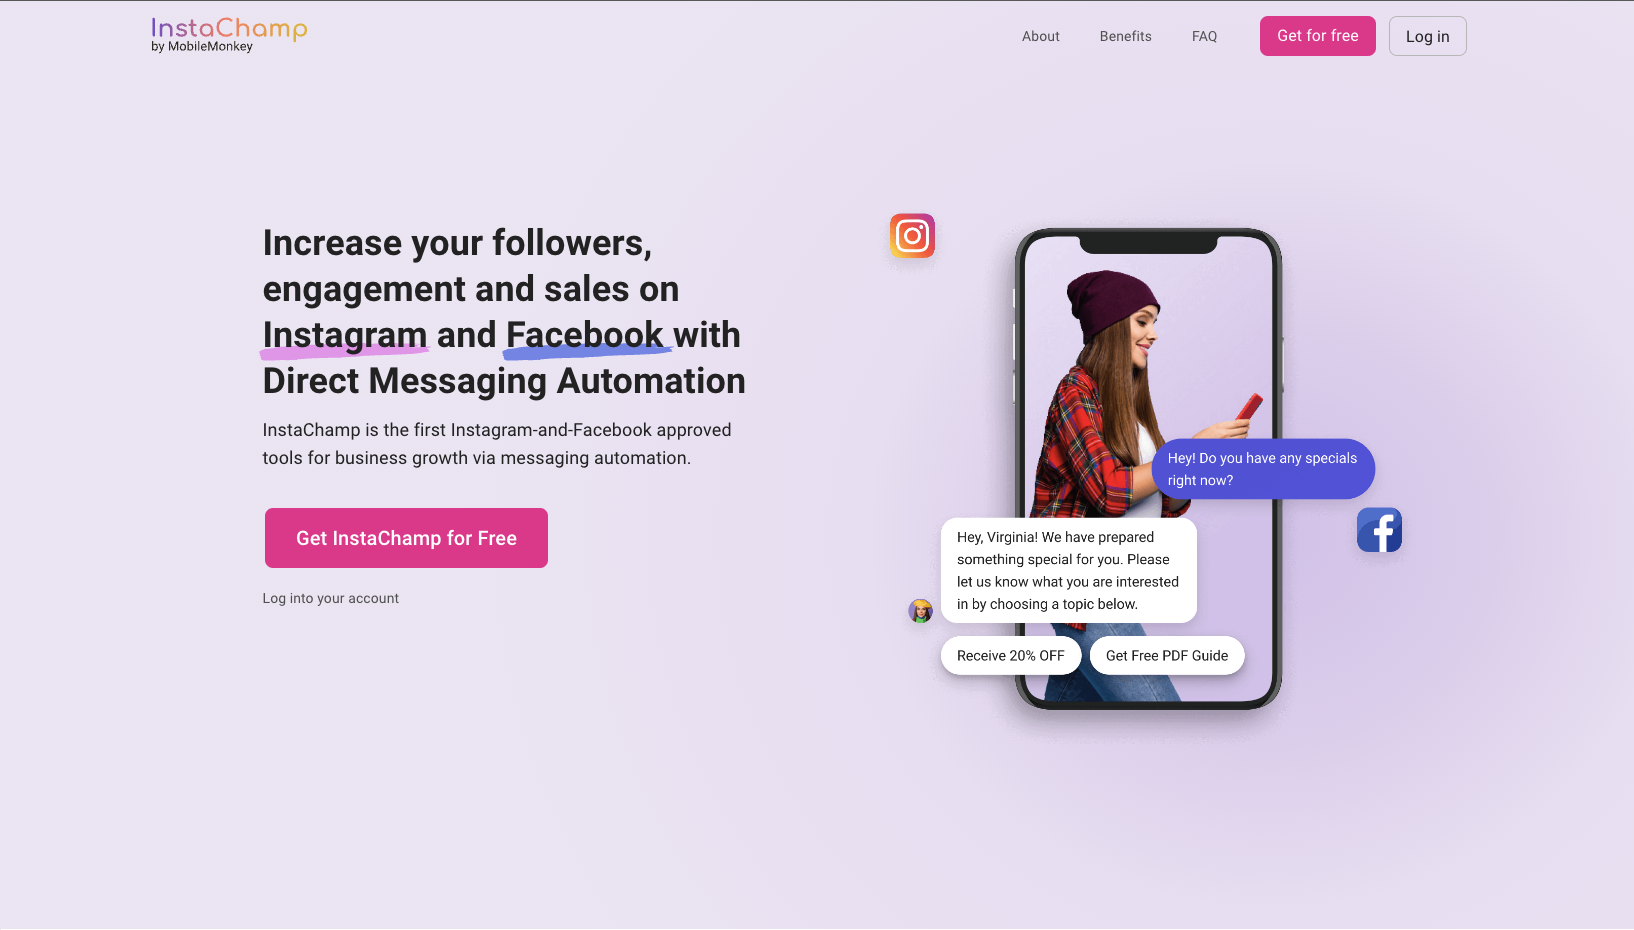 InstaChamp
by MobileMonkey
About
Benefits
FAQ
Get for free
Log in
Increase your followers,
engagement and sales on
Instagram and Facebook with
Direct Messaging Automation
InstaChamp is the first Instagram-and-Facebook approved
tools for business growth via messaging automation.
Get InstaChamp for Free
Log into your account
Hey! Do you have any specials
right now?
Hey, Virginia! We have prepared
something special for you. Please
let us know what you are interested
in by choosing a topic below.
Receive 20% OFF
Get Free PDF Guide